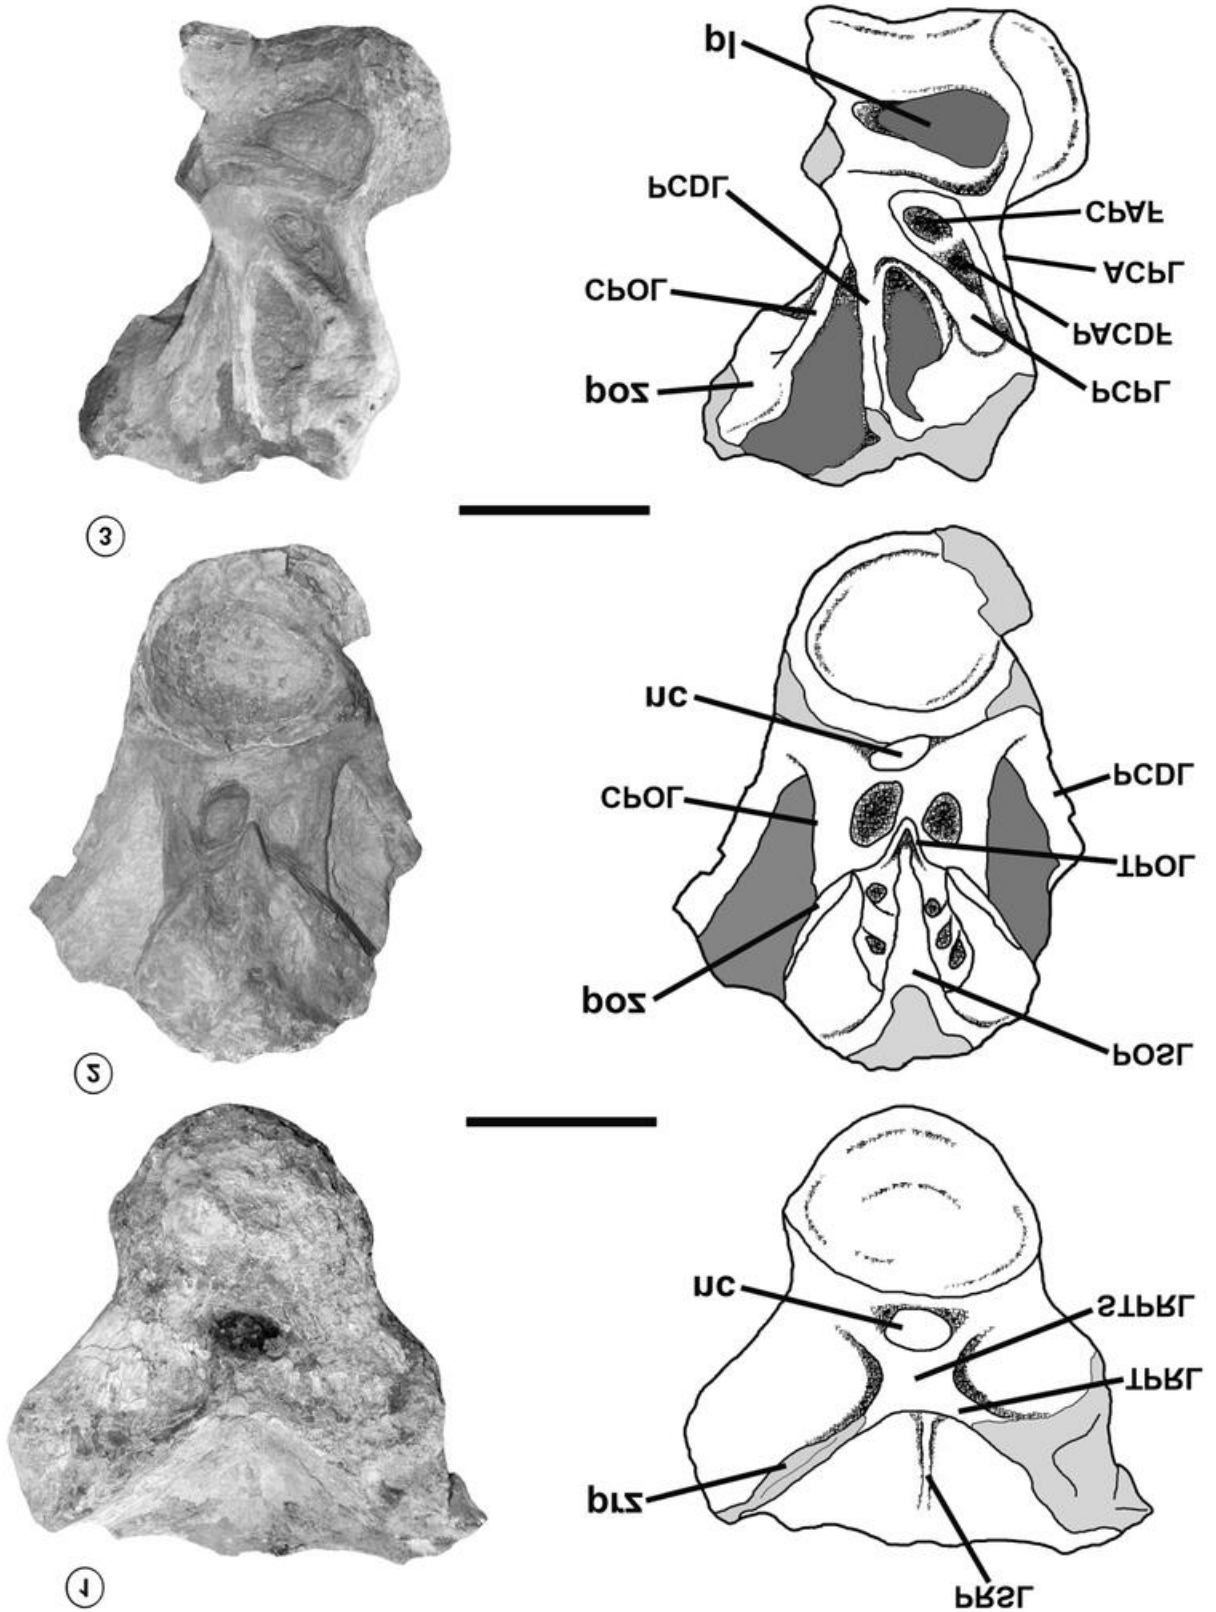 1
PRSL
prz
TPRL
STPRL
nc
2
POSL
poz
TPOL
CPOL
PCDL
nc
3
poz
PCPL
PACDF
CPOL
ACPL
CPAF
PCDL
pl